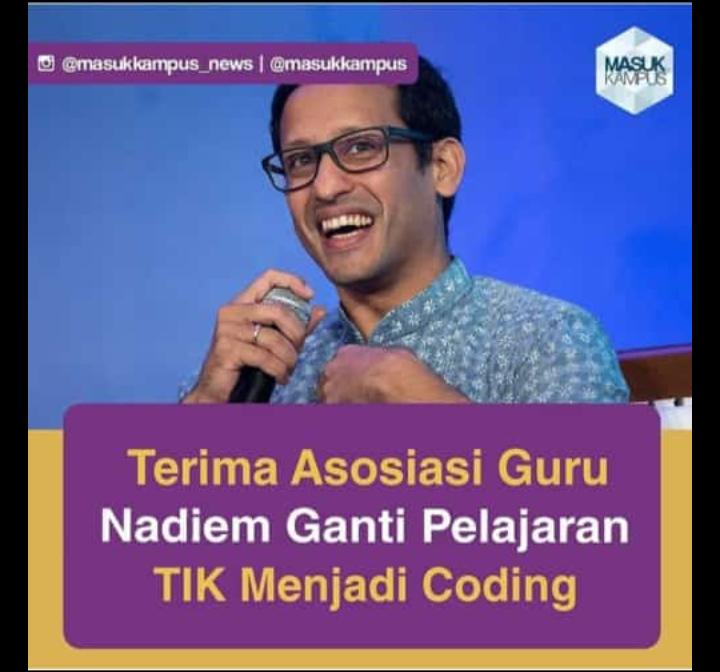 @masukkampus_news | @masukkampus
MASUK
KAMPUS
Terima Asosiasi Guru
Nadiem Ganti Pelajaran
TIK Menjadi Coding